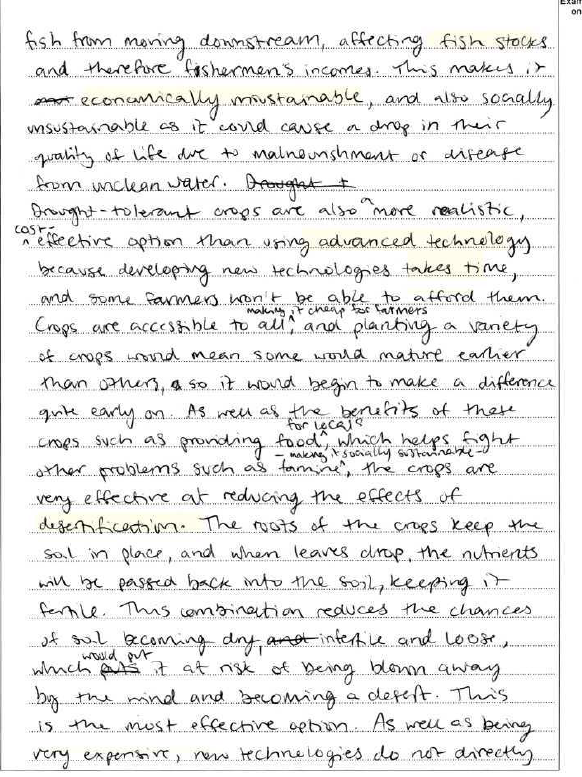 Exam
on
fish from moving downstream, affecting fish stocks
and therefore fishermen's incomes. This makes it
economically unsustainable, and also socially
unsustainable as it could cause a drop in their
quality of life due to malnourishment or disease
from unclean water. Drought t
Drought-tolerant crops are also ^ more realistic,
cost-
^ effective option than using advanced technology
because developing new technologies takes time,
and some farmers won't be able to afford them.
making it cheap for farmers
Crops are accessible to all ^, and planting a variety
of crops would mean some would mature earlier
than others, so it would begin to make a difference
quite early on. As well as the benefits of these
for locals
crops such as providing food ^, which helps fight
- making it socially sustainable -
other problems such as famine ^, the crops are
very effective at reducing the effects of
desertification. The roots of the crops keep the
soil in place, and when leaves drop, the nutrients
will be passed back into the soil, keeping it
fertile. This combination reduces the chances
of soil becoming dry, and infertile and loose,
would put
which puts it at risk of being blown away
by the wind and becoming a desert. This
is the most effective option. As well as being
very expensive, new technologies do not directly